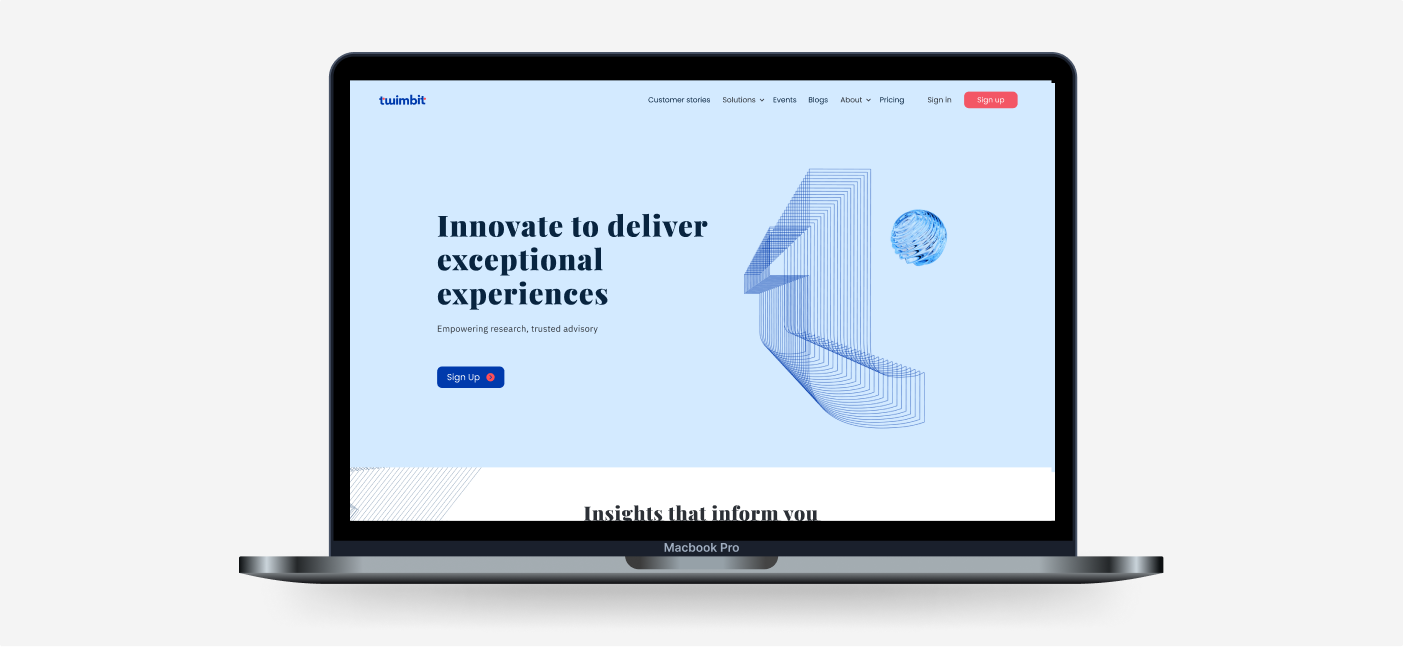 twimbit
Customer stories Solutions Events Blogs About Pricing Sign in Sign up
Innovate to deliver
exceptional
experiences
Empowering research, trusted advisory
Sign Up
Insights that inform you
Macbook Pro